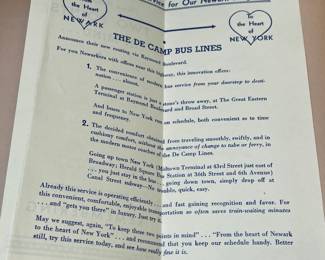 Service for Our Newark
From the Heart of NEW YORK
to the Heart of NEW YORK
THE DE CAMP BUS LINES
Announce their new routing via Raymond Boulevard.
For you Newarkers with offices near this highway, this innovation offers:
1. The convenience of modern bus service from your doorstep to desti-
nation
A passenger station is just a stone's throw away, at The Great Eastern
Terminal at Raymond Boulevard and Broad Street.
And leaves to New York on schedule, both convenient as to time
and frequency.
2. The decided comfort obtained from traveling smoothly, swiftly, and in
cushiony comfort, without the annoyance of change to tube or ferry, in
the modern motor coaches of the De Camp Lines.
Going up town New York (Midtown Terminal at 43rd Street just east of
Broadway; Herald Square Station at 36th Street and 6th Avenue)
. . . you just stay in the bus . . . going down town, simply drop off at
Canal Street subway—No trouble, quick, easy.
Already this service is operating efficiently . . . and fast gaining recognition and favor. For
this convenient, comfortable, enjoyable transportation so often saves train-waiting minutes
. . . and "gets you there" in luxury. Just try it.
May we suggest, again, "To keep these two points in mind" . . . "From the heart of Newark
to the heart of New York" . . . and recommend that you keep our schedule handy. Better
still, try this service today, and see how really fine it is.